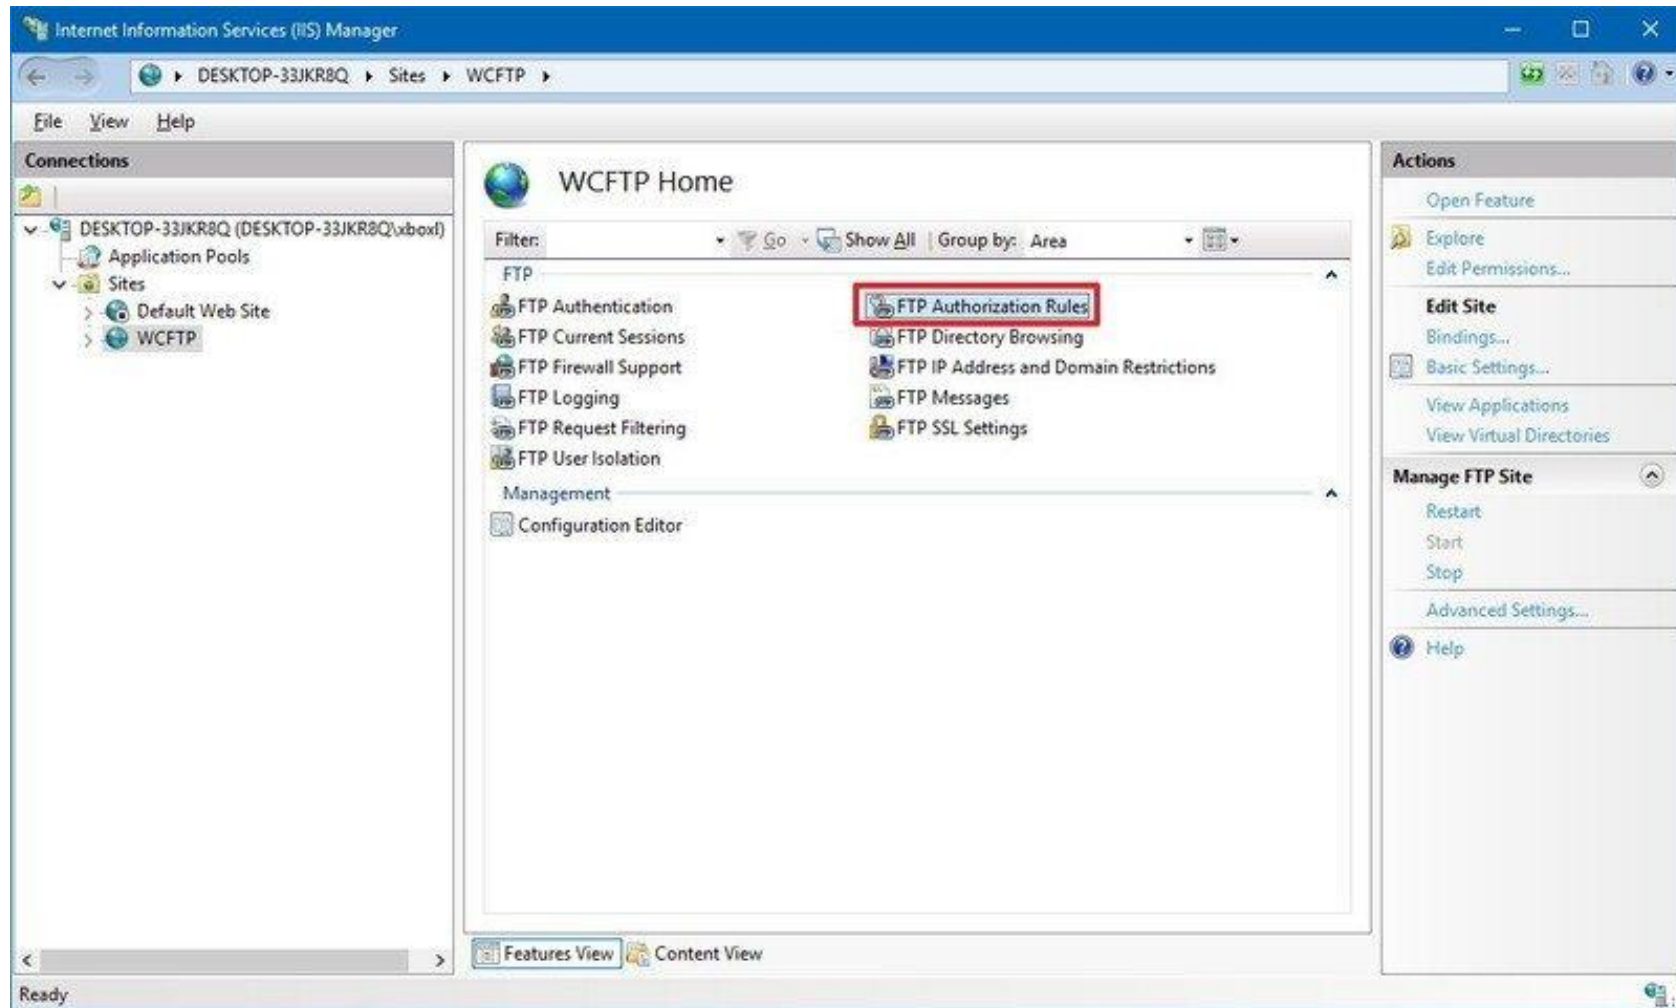 Internet Information Services (IIS) Manager
DESKTOP-33JKR8Q Sites WCFTP
File View Help
Connections
DESKTOP-33JKR8Q (DESKTOP-33JKR8Q\xboxl)
Application Pools
Sites
Default Web Site
WCFTP
WCFTP Home
Filter: Go Show All Group by: Area
FTP
FTP Authentication
FTP Authorization Rules
FTP Current Sessions
FTP Directory Browsing
FTP Firewall Support
FTP IP Address and Domain Restrictions
FTP Logging
FTP Messages
FTP Request Filtering
FTP SSL Settings
FTP User Isolation
Management
Configuration Editor
Features View Content View
Actions
Open Feature
Explore
Edit Permissions...
Edit Site
Bindings...
Basic Settings...
View Applications
View Virtual Directories
Manage FTP Site
Restart
Start
Stop
Advanced Settings...
Help
Ready